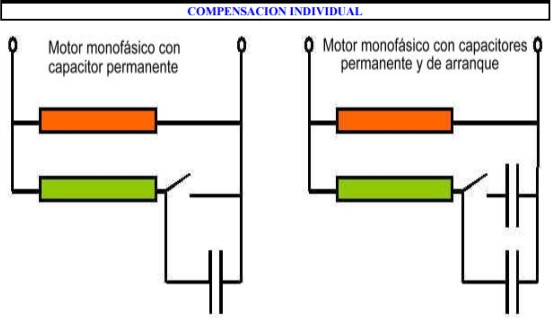 COMPENSACION INDIVIDUAL
Motor monofásico con
capacitor permanente
Motor monofásico con capacitores
permanente y de arranque